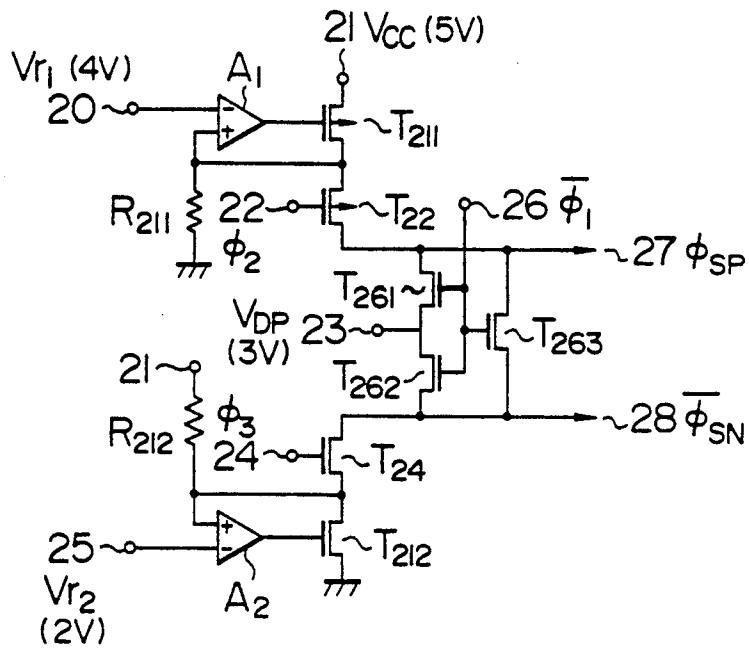 21 VCC (5V)
Vr1 (4V)
20
A1
-
+
T211
R211
22
ϕ2
T22
26 ϕ̅1
27 ϕSP
T261
VDP
(3V)
23
T263
T262
21
R212
ϕ3
24
T24
28 ϕ̅SN
+
-
25
T212
Vr2
(2V)
A2